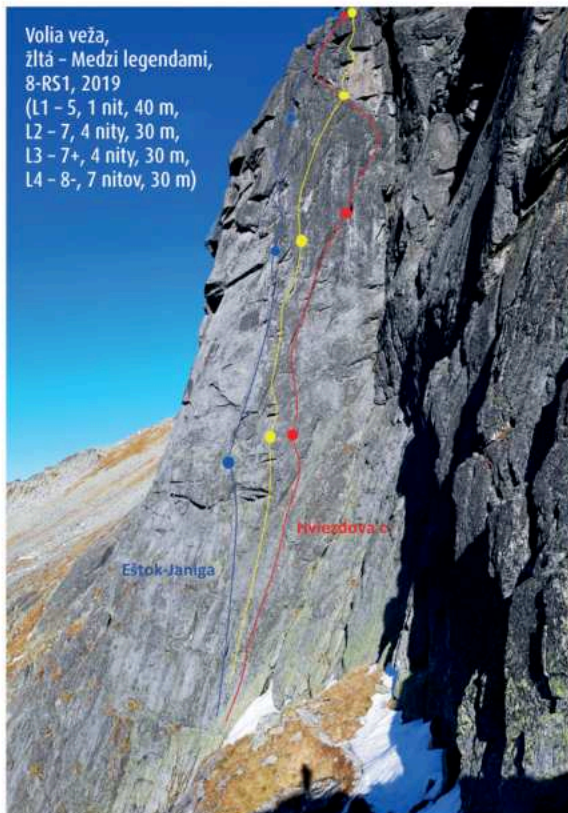 Volia veža,
žltá – Medzi legendami,
8-RS1, 2019
(L1 – 5, 1 nit, 40 m,
L2 – 7, 4 nity, 30 m,
L3 – 7+, 4 nity, 30 m,
L4 – 8-, 7 nitov, 30 m)
Hviezdova c
Eštok-Janiga